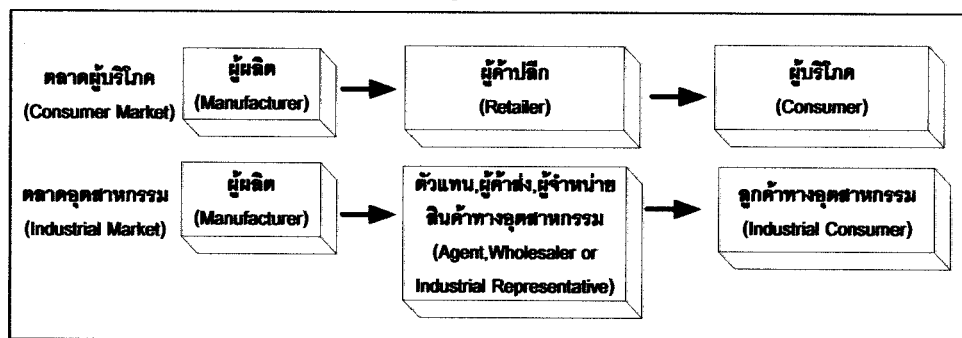 ตลาดผู้บริโภค
(Consumer Market)
ผู้ผลิต
(Manufacturer)
ผู้ค้าปลีก
(Retailer)
ผู้บริโภค
(Consumer)
ตลาดอุตสาหกรรม
(Industrial Market)
ผู้ผลิต
(Manufacturer)
ตัวแทน,ผู้ค้าส่ง,ผู้จำหน่าย
สินค้าทางอุตสาหกรรม
(Agent,Wholesaler or
Industrial Representative)
ลูกค้าทางอุตสาหกรรม
(Industrial Consumer)